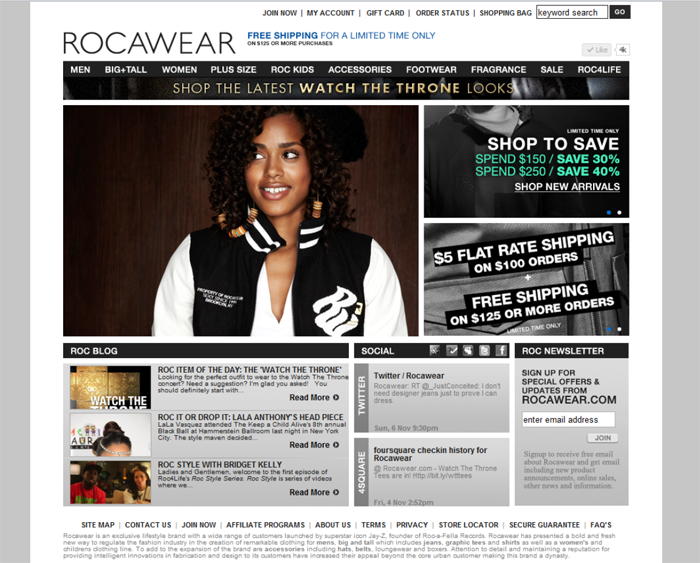 JOIN NOW | MY ACCOUNT | GIFT CARD | ORDER STATUS | SHOPPING BAG keyword search GO
ROCAWEAR
FREE SHIPPING FOR A LIMITED TIME ONLY
ON $125 OR MORE PURCHASES
Like 4k
MEN BIG+TALL WOMEN PLUS SIZE ROC KIDS ACCESSORIES FOOTWEAR FRAGRANCE SALE ROC4LIFE
SHOP THE LATEST WATCH THE THRONE LOOKS
PROPERTY OF ROCAWEAR
BROOKLYN, NY
LIMITED TIME ONLY
SHOP TO SAVE
SPEND $150 / SAVE 30%
SPEND $250 / SAVE 40%
SHOP NEW ARRIVALS
$5 FLAT RATE SHIPPING
ON $100 ORDERS
+
FREE SHIPPING
ON $125 OR MORE ORDERS
LIMITED TIME ONLY
ROC BLOG
WATCH THE
ROC ITEM OF THE DAY: THE 'WATCH THE THRONE'
Looking for the perfect outfit to wear to the Watch The Throne
concert? Need a suggestion? I'm glad you asked! You
should definitely start with...
Read More
ROC IT OR DROP IT: LALA ANTHONY'S HEAD PIECE
LaLa Vasquez attended The Keep a Child Alive's 8th annual
Black Ball at Hammerstein Ballroom last night in New York
City. The style maven decided...
Read More
ROC STYLE WITH BRIDGET KELLY
Ladies and Gentlemen, welcome to the first episode of
Roc4Life's Roc Style Series. Roc Style is series of videos
where we...
Read More
SOCIAL
TWITTER
Twitter / Rocawear
Rocawear: RT @_JustConceited: I don't
need designer jeans just to prove I can
dress.
Sun, 6 Nov 9:30pm
4SQUARE
foursquare checkin history for
Rocawear
@ Rocawear.com - Watch The Throne
Tees are in! http://bit.ly/wtttees
Fri, 4 Nov 2:52pm
ROC NEWSLETTER
SIGN UP FOR
SPECIAL OFFERS &
UPDATES FROM
ROCAWEAR.COM
enter email address
JOIN
Signup to receive free email
about Rocawear and get email
including new product
announcements, online sales,
other news and information.
SITE MAP | CONTACT US | JOIN NOW | AFFILIATE PROGRAMS | ABOUT US | TERMS | PRIVACY | STORE LOCATOR | SECURE GUARANTEE | FAQ'S
Rocawear is an exclusive lifestyle brand with a wide range of customers launched by superstar icon Jay-Z, founder of Roc-a-Fella Records. Rocawear has presented a bold and fresh
new way to regulate the fashion industry in the creation of remarkable clothing for mens, big and tall which includes jeans, graphic tees and shirts as well as a women's and
childrens clothing line. To add to the expansion of the brand are accessories including hats, belts, loungewear and boxers. Attention to detail and maintaining a reputation for
providing intelligent innovations in fabrication and design to its customers have increased their appeal beyond the core urban customer making this brand a dynasty.